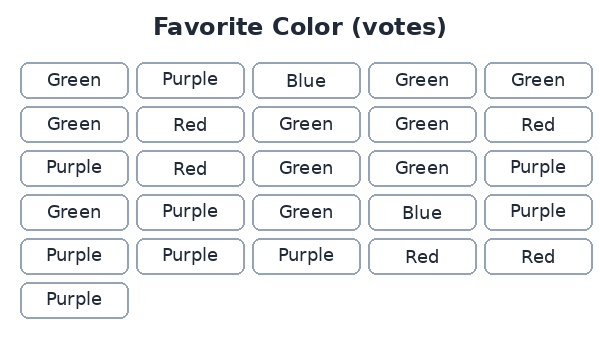 Favorite Color (votes)
Green Purple Blue Green Green
Green Red Green Green Red
Purple Red Green Green Purple
Green Purple Green Blue Purple
Purple Purple Purple Red Red
Purple